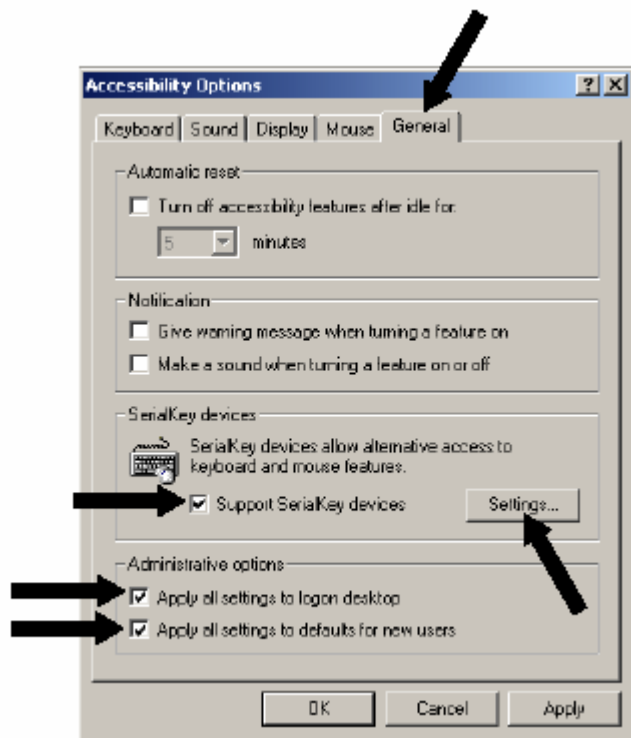 Accessibility Options
Keyboard Sound Display Mouse General
Automatic reset
Turn off accessibility features after idle for:
5 minutes
Notification
Give warning message when turning a feature on
Make a sound when turning a feature on or off
SerialKey devices
SerialKey devices allow alternative access to
keyboard and mouse features.
Support SerialKey devices Settings...
Administrative options
Apply all settings to logon desktop
Apply all settings to defaults for new users
OK Cancel Apply